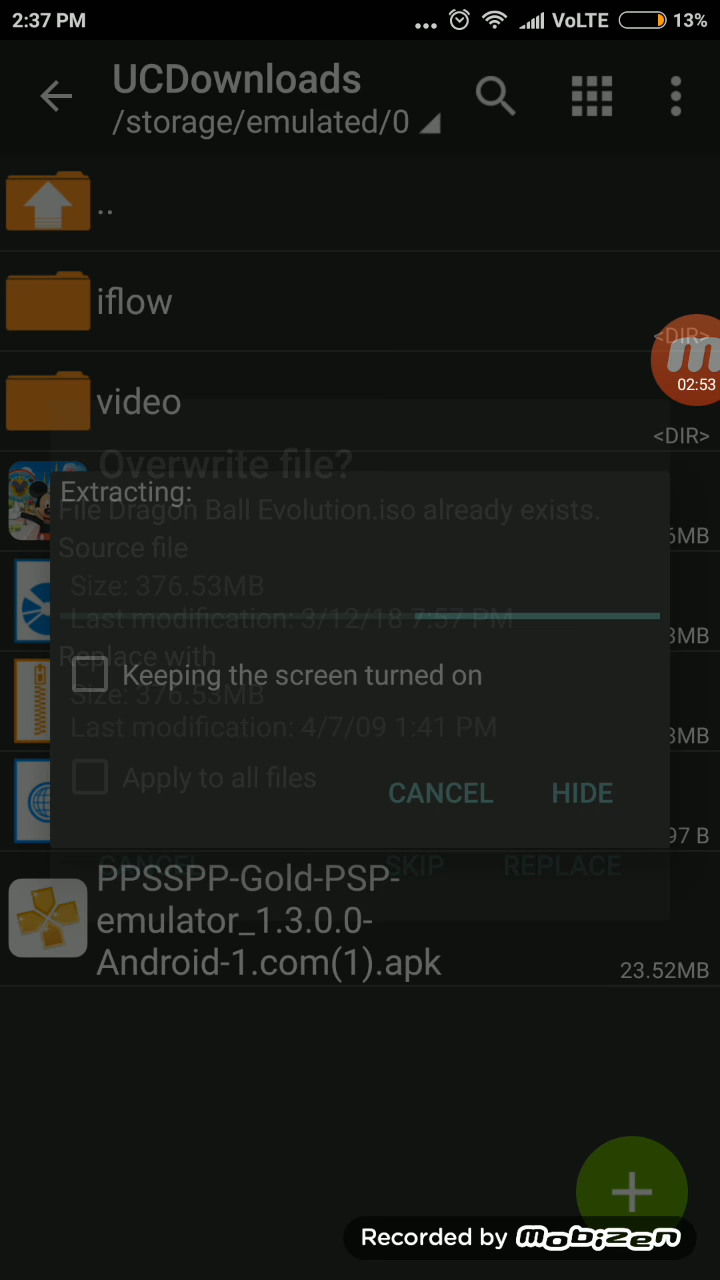 2:37 PM
... VoLTE 13%
UCDownloads
/storage/emulated/0
..
iflow
<DIR>
02:53
video
<DIR>
Overwrite file?
Extracting:
File Dragon Ball Evolution.iso already exists.
6MB
Source file
Size: 376.53MB
Last modification: 3/12/18 7:57 PM
3MB
Replace with
Keeping the screen turned on
Size: 376.53MB
Last modification: 4/7/09 1:41 PM
3MB
Apply to all files
CANCEL HIDE
97 B
CANCEL SKIP REPLACE
PPSSPP-Gold-PSP-
emulator_1.3.0.0-
Android-1.com(1).apk
23.52MB
Recorded by mobizen